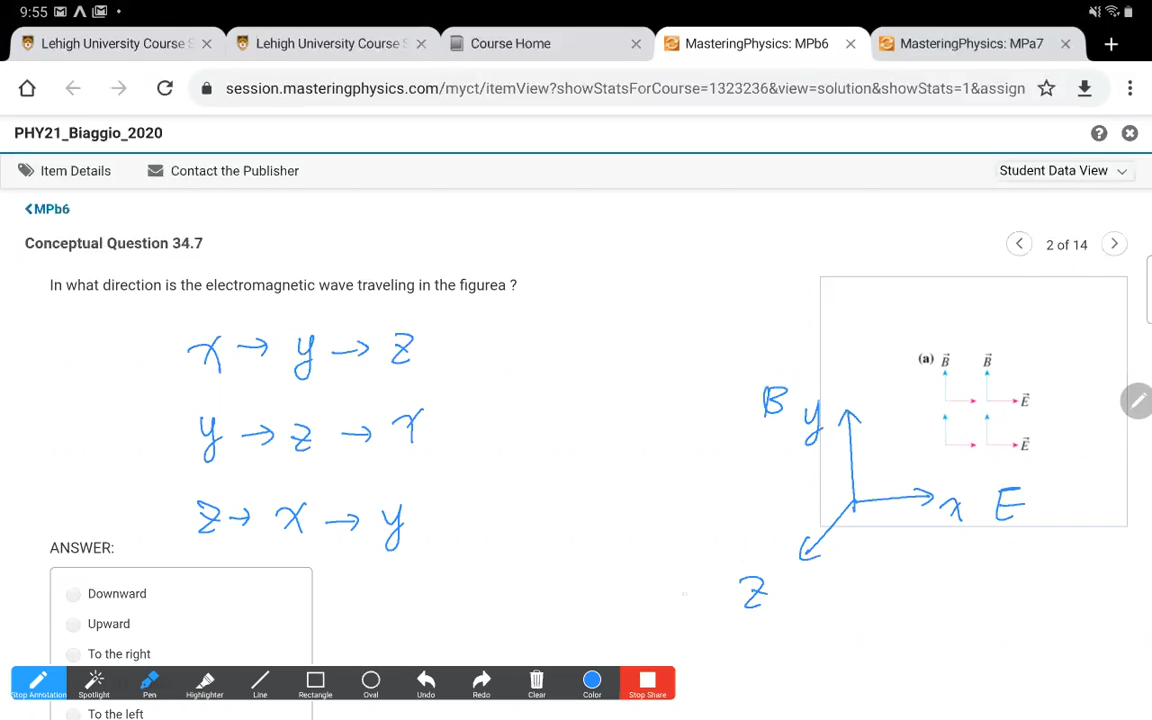 9:55
Lehigh University Course S
Lehigh University Course S
Course Home
MasteringPhysics: MPb6
MasteringPhysics: MPa7
session.masteringphysics.com/myct/itemView?showStatsForCourse=1323236&view=solution&showStats=1&assign
PHY21_Biaggio_2020
Item Details
Contact the Publisher
Student Data View
MPb6
Conceptual Question 34.7
2 of 14
In what direction is the electromagnetic wave traveling in the figurea ?
x → y → z
y → z → x
z → x → y
(a) B⃗ B⃗
E⃗
E⃗
B y
x E
z
ANSWER:
Downward
Upward
To the right
To the left
Stop Annotation
Spotlight
Pen
Highlighter
Line
Rectangle
Oval
Undo
Redo
Clear
Color
Stop Share